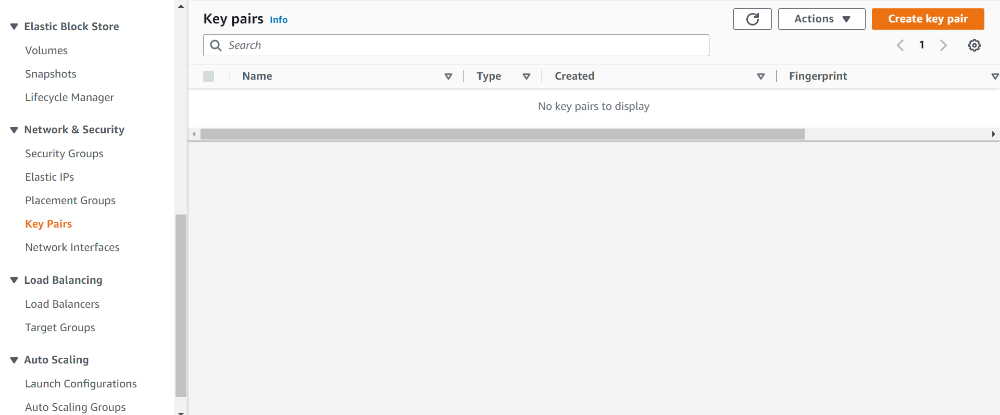 Elastic Block Store
Volumes
Snapshots
Lifecycle Manager
Network & Security
Security Groups
Elastic IPs
Placement Groups
Key Pairs
Network Interfaces
Load Balancing
Load Balancers
Target Groups
Auto Scaling
Launch Configurations
Auto Scaling Groups
Key pairs Info
Actions
Create key pair
Search
1
Name Type Created Fingerprint
No key pairs to display